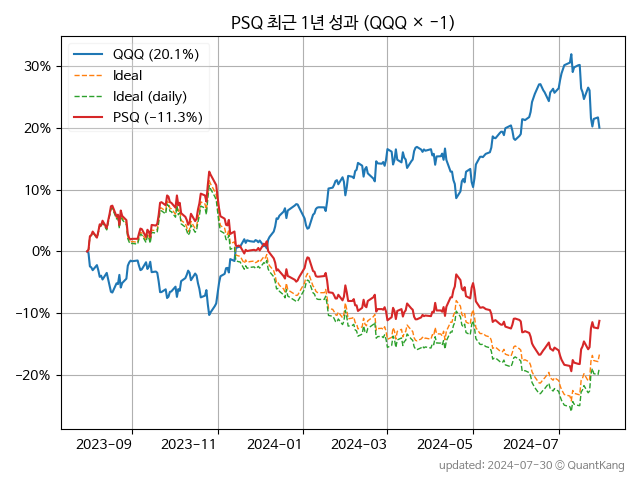 PSQ 최근 1년 성과 (QQQ × −1)
QQQ (20.1%)
Ideal
Ideal (daily)
PSQ (−11.3%)
30%
20%
10%
0%
−10%
−20%
2023-09
2023-11
2024-01
2024-03
2024-05
2024-07
updated: 2024-07-30 © QuantKang